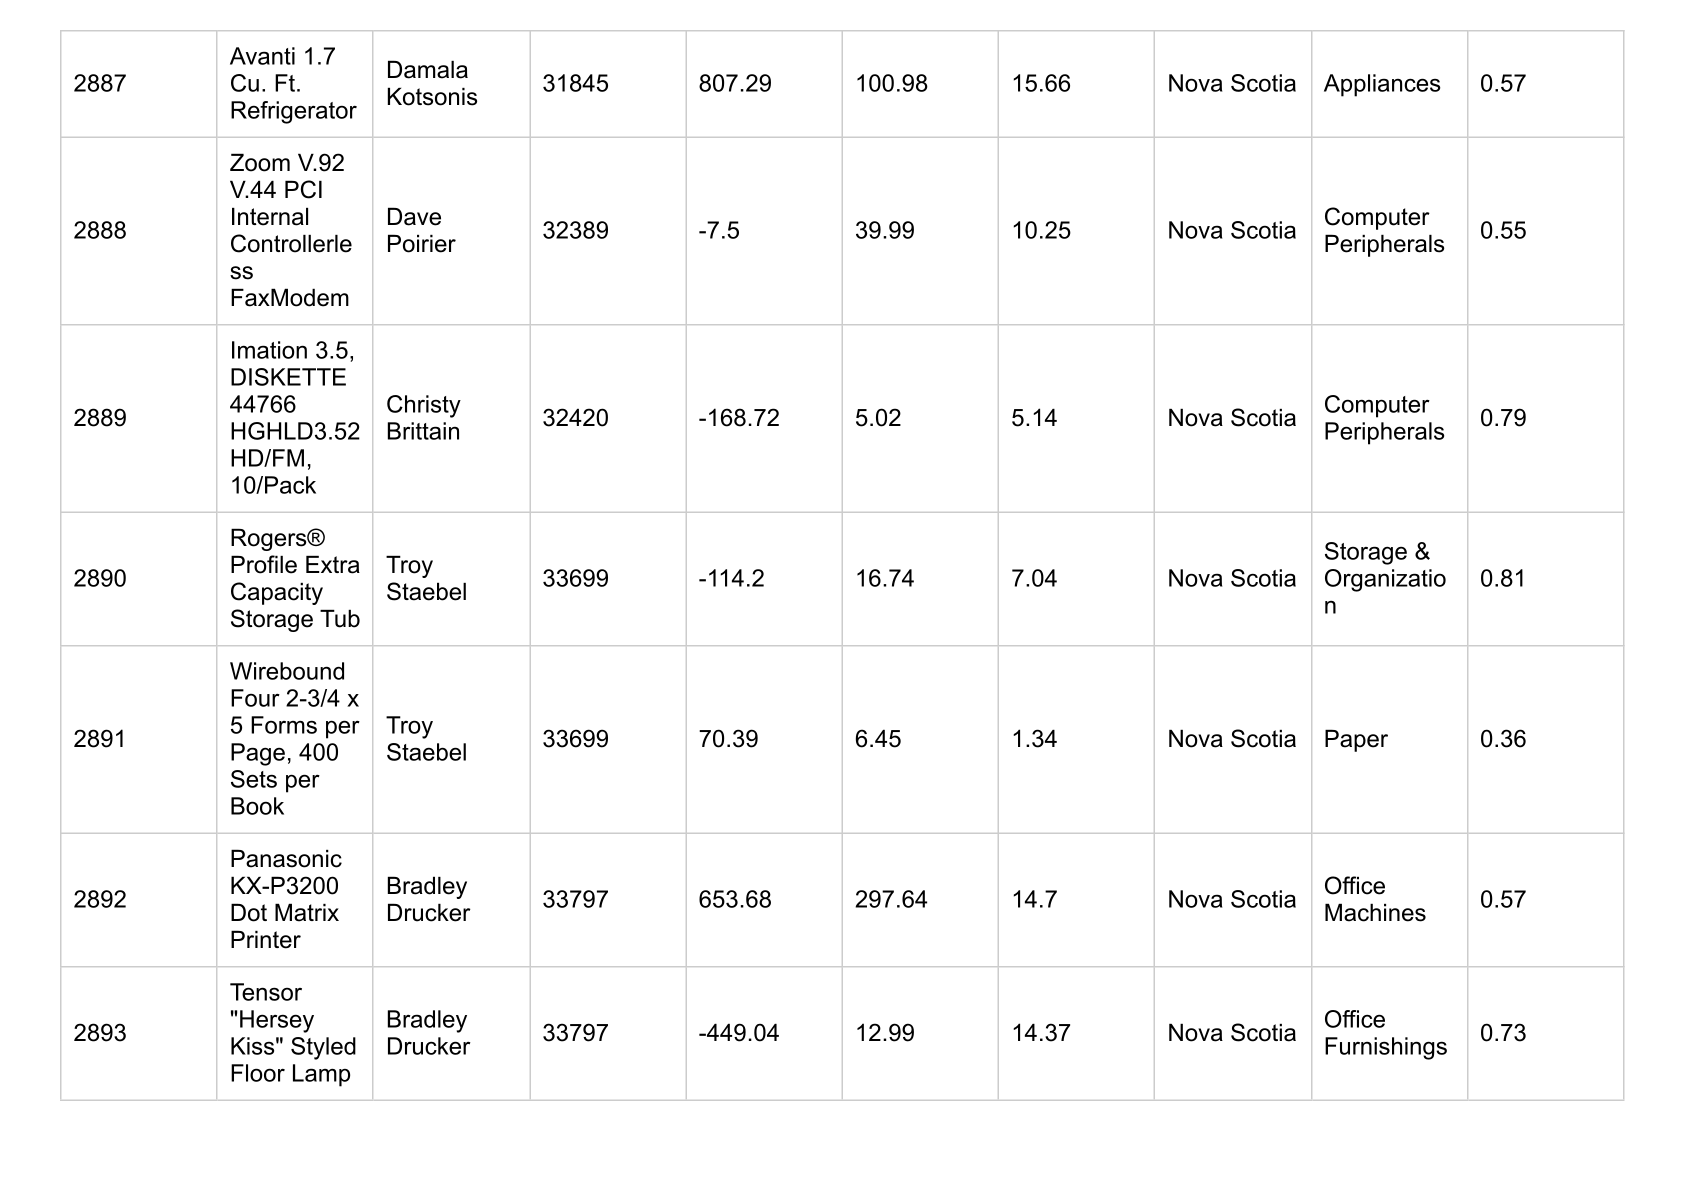 2887
Avanti 1.7
Cu. Ft.
Refrigerator
Damala
Kotsonis
31845
807.29
100.98
15.66
Nova Scotia
Appliances
0.57
2888
Zoom V.92
V.44 PCI
Internal
Controllerle
ss
FaxModem
Dave
Poirier
32389
-7.5
39.99
10.25
Nova Scotia
Computer
Peripherals
0.55
2889
Imation 3.5,
DISKETTE
44766
HGHLD3.52
HD/FM,
10/Pack
Christy
Brittain
32420
-168.72
5.02
5.14
Nova Scotia
Computer
Peripherals
0.79
2890
Rogers®
Profile Extra
Capacity
Storage Tub
Troy
Staebel
33699
-114.2
16.74
7.04
Nova Scotia
Storage &
Organizatio
n
0.81
2891
Wirebound
Four 2-3/4 x
5 Forms per
Page, 400
Sets per
Book
Troy
Staebel
33699
70.39
6.45
1.34
Nova Scotia
Paper
0.36
2892
Panasonic
KX-P3200
Dot Matrix
Printer
Bradley
Drucker
33797
653.68
297.64
14.7
Nova Scotia
Office
Machines
0.57
2893
Tensor
"Hersey
Kiss" Styled
Floor Lamp
Bradley
Drucker
33797
-449.04
12.99
14.37
Nova Scotia
Office
Furnishings
0.73